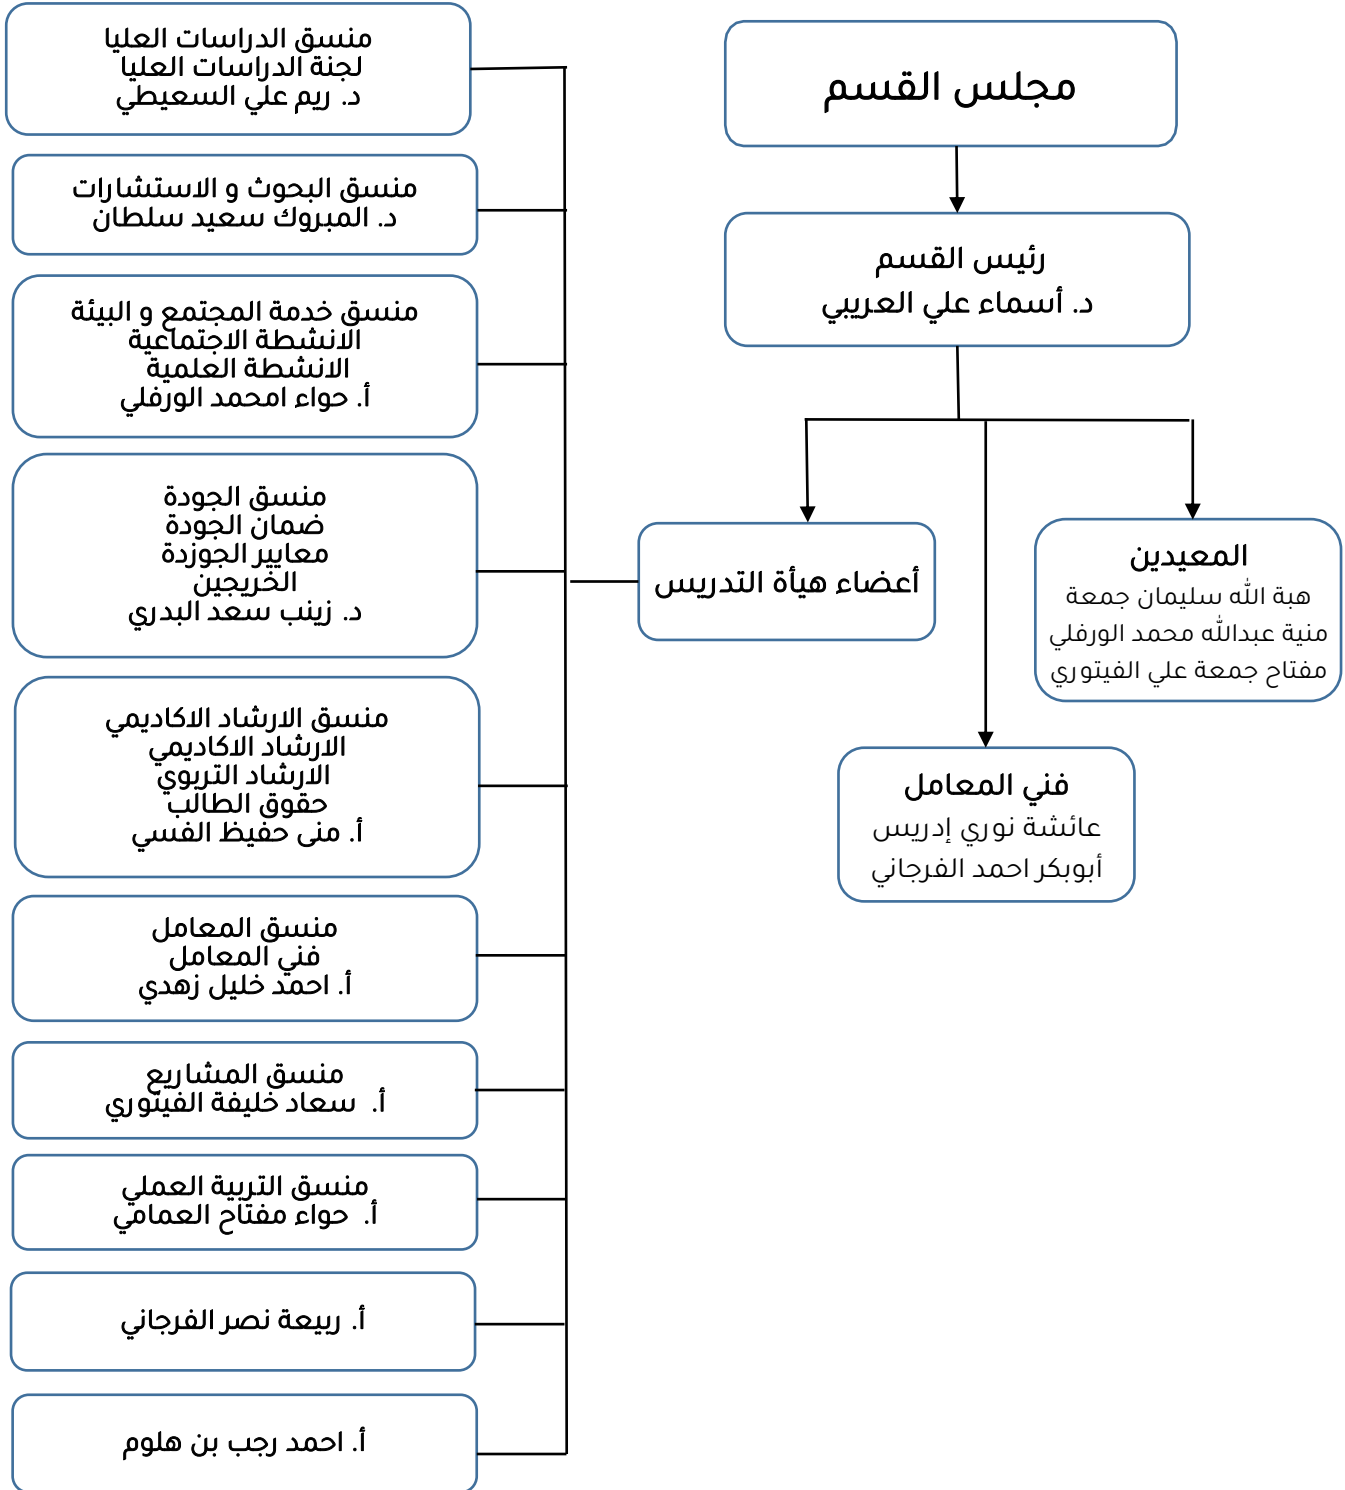 مجلس القسم
رئيس القسم
د. أسماء علي العريبي
المعيدين
هبة الله سليمان جمعة
منية عبدالله محمد الورفلي
مفتاح جمعة علي الفيتوري
فني المعامل
عائشة نوري إدريس
أبوبكر احمد الفرجاني
أعضاء هيأة التدريس
منسق الدراسات العليا
لجنة الدراسات العليا
د. ريم علي السعيطي
منسق البحوث و الاستشارات
د. المبروك سعيد سلطان
منسق خدمة المجتمع و البيئة
الانشطة الاجتماعية
الانشطة العلمية
أ. حواء امحمد الورفلي
منسق الجودة
ضمان الجودة
معايير الجوزدة
الخريجين
د. زينب سعد البدري
منسق الارشاد الاكاديمي
الارشاد الاكاديمي
الارشاد التربوي
حقوق الطالب
أ. منى حفيظ الفسي
منسق المعامل
فني المعامل
أ. احمد خليل زهدي
منسق المشاريع
أ. سعاد خليفة الفيتوري
منسق التربية العملي
أ. حواء مفتاح العمامي
أ. ربيعة نصر الفرجاني
أ. احمد رجب بن هلوم